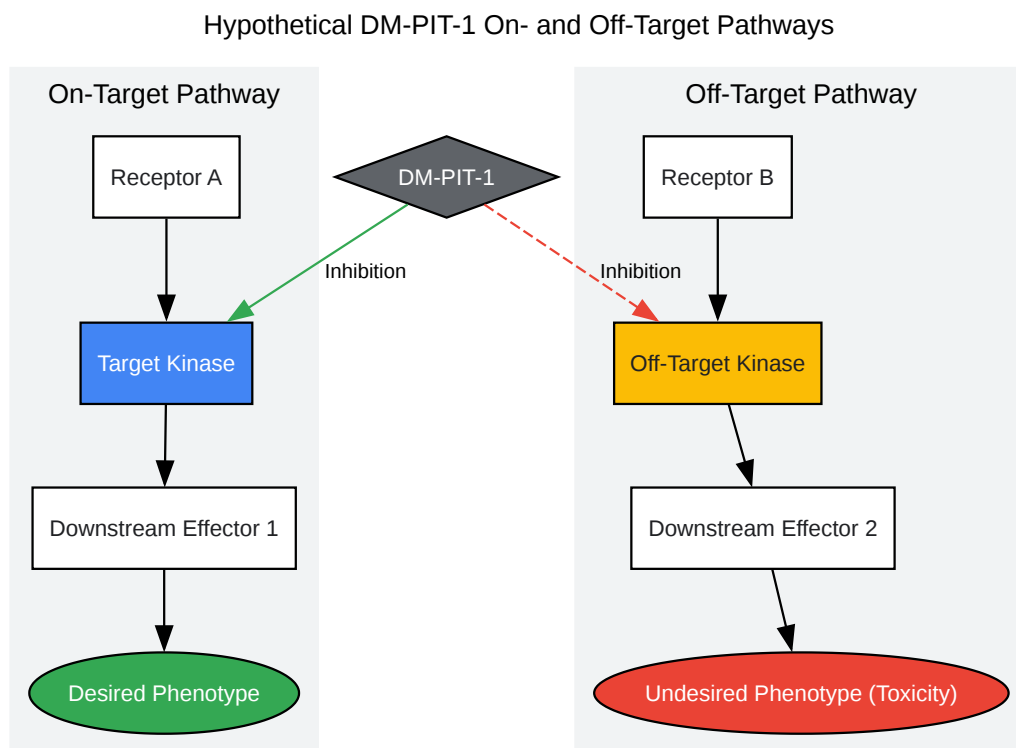 Hypothetical DM-PIT-1 On- and Off-Target Pathways
On-Target Pathway
Off-Target Pathway
Receptor A
DM-PIT-1
Receptor B
Inhibition
Inhibition
Target Kinase
Off-Target Kinase
Downstream Effector 1
Downstream Effector 2
Desired Phenotype
Undesired Phenotype (Toxicity)